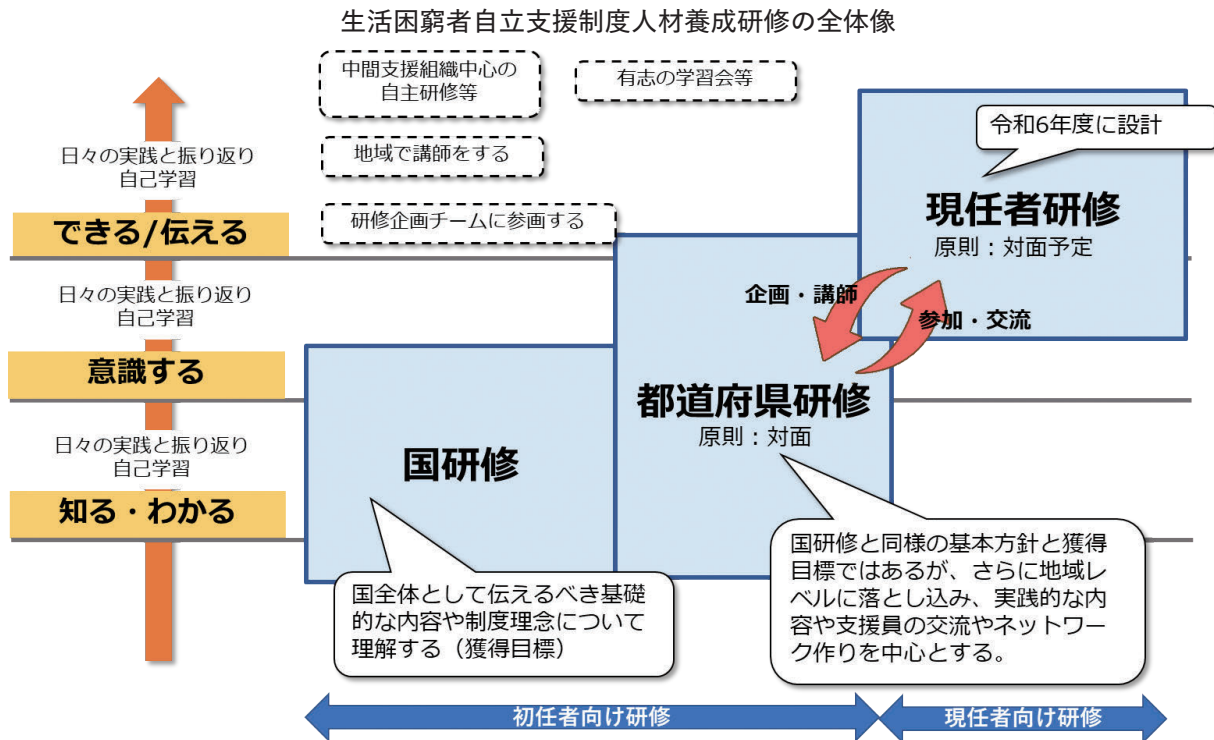 生活困窮者自立支援制度人材養成研修の全体像
中間支援組織中心の
自主研修等
有志の学習会等
地域で講師をする
研修企画チームに参画する
日々の実践と振り返り
自己学習
できる/伝える
日々の実践と振り返り
自己学習
意識する
日々の実践と振り返り
自己学習
知る・わかる
国研修
国全体として伝えるべき基礎
的な内容や制度理念について
理解する（獲得目標）
都道府県研修
原則：対面
国研修と同様の基本方針と獲得
目標ではあるが、さらに地域レ
ベルに落とし込み、実践的な内
容や支援員の交流やネットワー
ク作りを中心とする。
令和6年度に設計
現任者研修
原則：対面予定
企画・講師
参加・交流
初任者向け研修
現任者向け研修